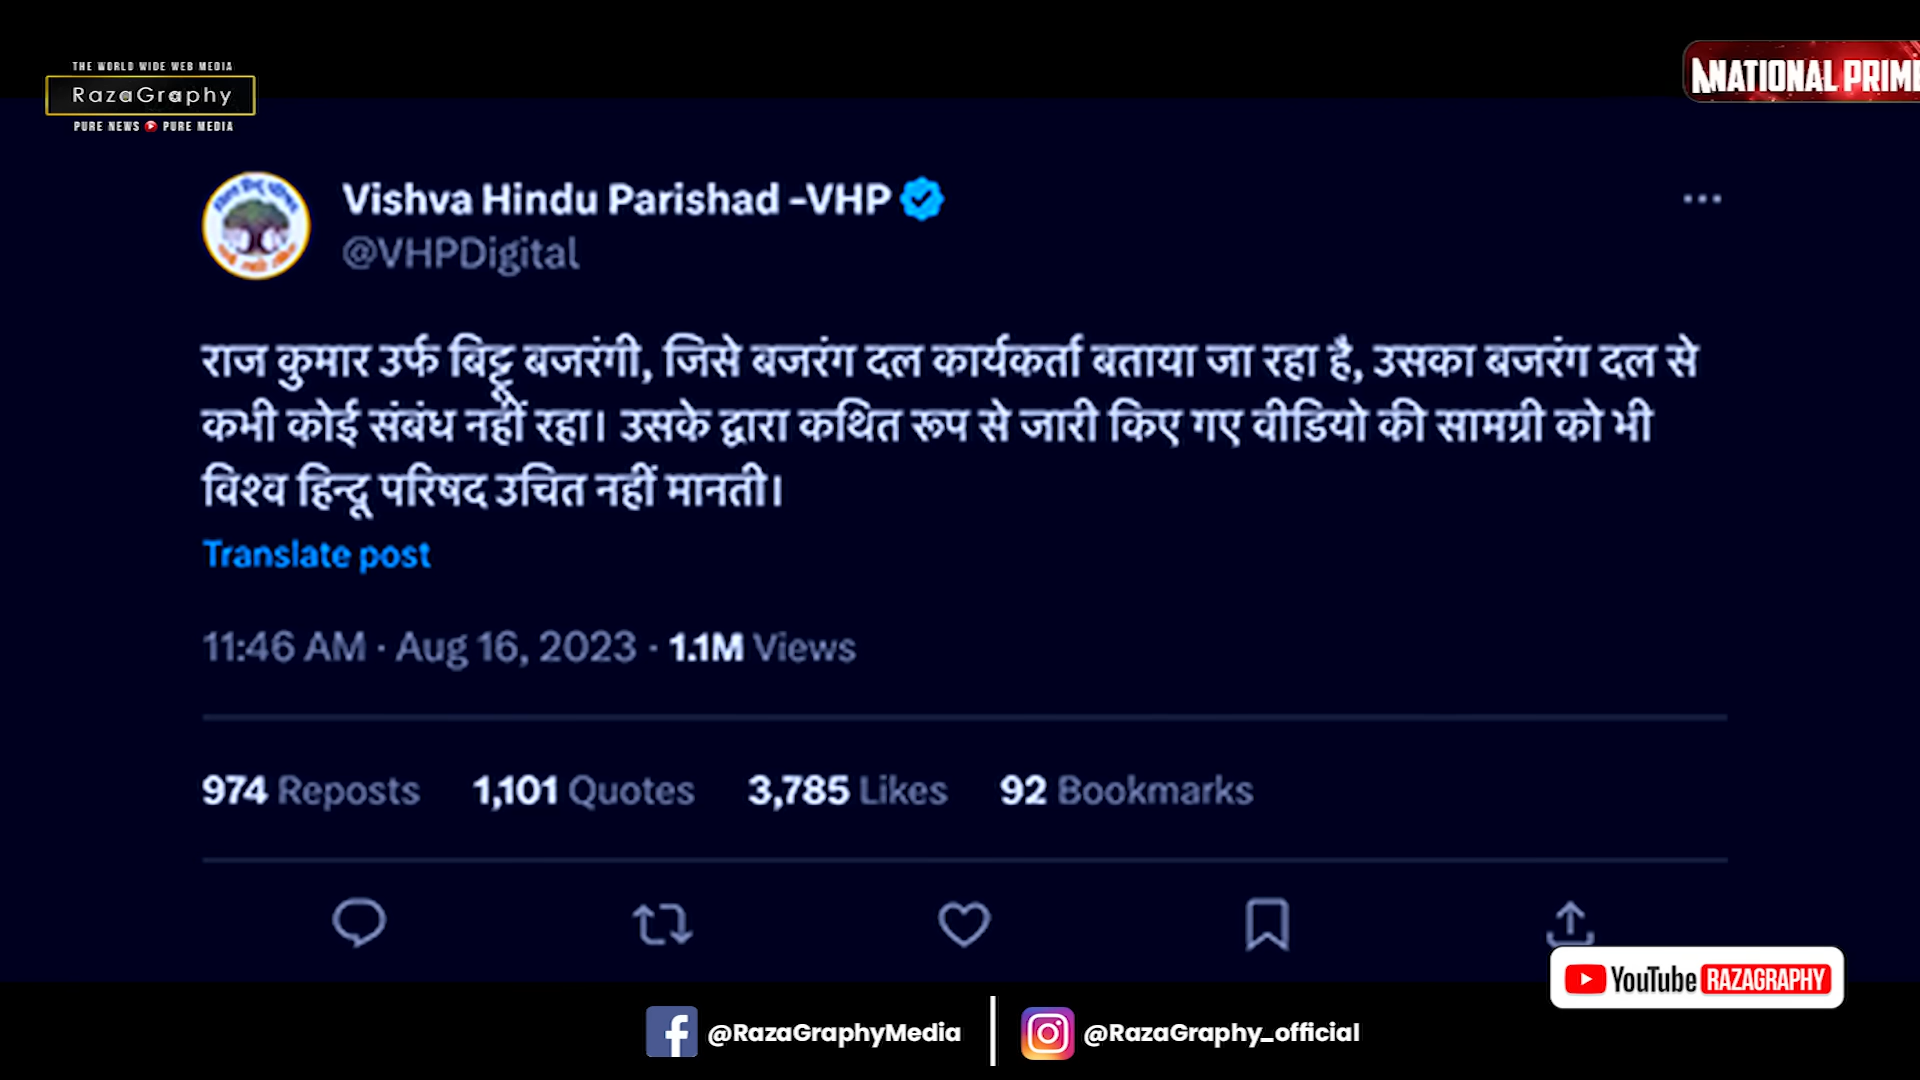 THE WORLD WIDE WEB MEDIA
RazaGraphy
PURE NEWS PURE MEDIA
NATIONAL PRIME
Vishva Hindu Parishad -VHP
@VHPDigital
राज कुमार उर्फ बिट्टू बजरंगी, जिसे बजरंग दल कार्यकर्ता बताया जा रहा है, उसका बजरंग दल से
कभी कोई संबंध नहीं रहा। उसके द्वारा कथित रूप से जारी किए गए वीडियो की सामग्री को भी
विश्व हिन्दू परिषद उचित नहीं मानती।
Translate post
11:46 AM · Aug 16, 2023 · 1.1M Views
974 Reposts 1,101 Quotes 3,785 Likes 92 Bookmarks
YouTube RAZAGRAPHY
@RazaGraphyMedia @RazaGraphy_official